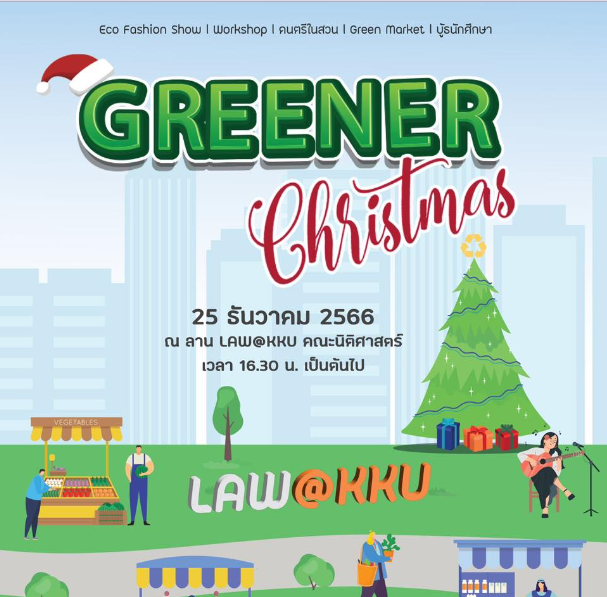 Eco Fashion Show | Workshop | ดนตรีในสวน | Green Market | บู้ธนักศึกษา
GREENER
Christmas
25 ธันวาคม 2566
ณ ลาน LAW@KKU คณะนิติศาสตร์
เวลา 16.30 น. เป็นต้นไป
VEGETABLES
LAW@KKU